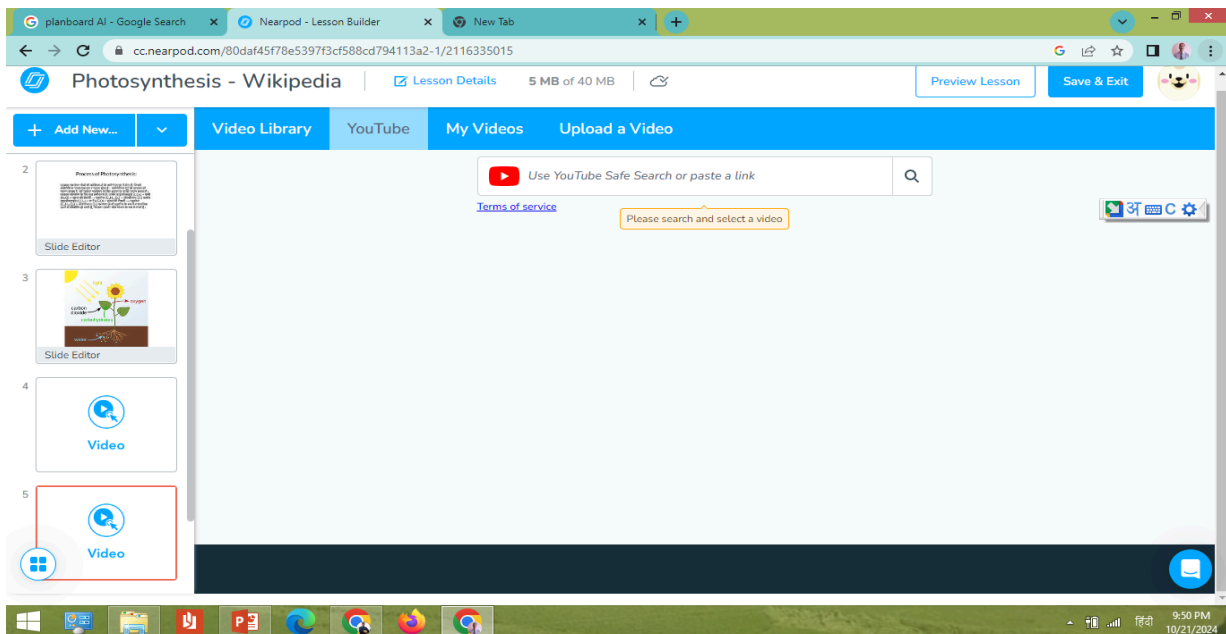 planboard AI - Google Search
Nearpod - Lesson Builder
New Tab
cc.nearpod.com/80daf45f78e5397f3cf588cd794113a2-1/2116335015
Photosynthesis - Wikipedia
Lesson Details
5 MB of 40 MB
Preview Lesson
Save & Exit
Add New...
Video Library
YouTube
My Videos
Upload a Video
2
Process of Photosynthesis:
Slide Editor
3
light
oxygen
carbon
dioxide
carbohydrates
water
Slide Editor
4
Video
5
Video
Use YouTube Safe Search or paste a link
Terms of service
Please search and select a video
अ C
हिंदी
9:50 PM
10/21/2024